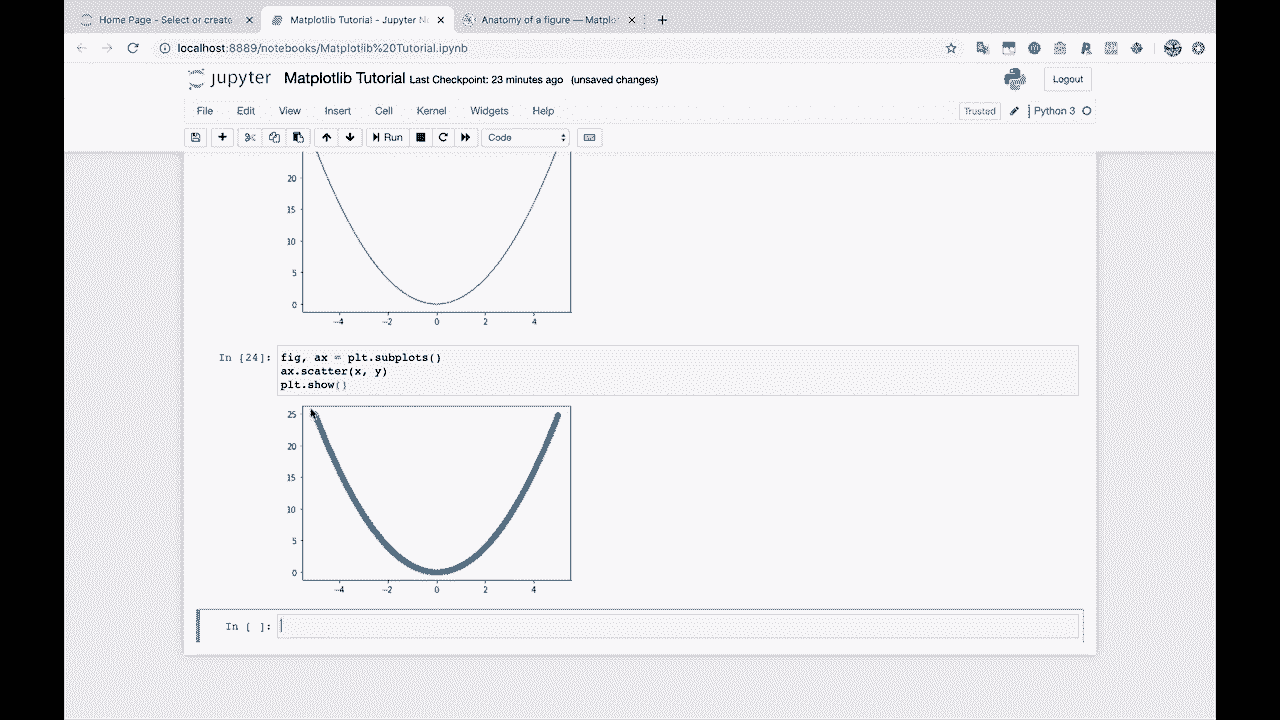 Home Page - Select or create
Matplotlib Tutorial - Jupyter N
Anatomy of a figure — Matplot
localhost:8889/notebooks/Matplotlib%20Tutorial.ipynb
jupyter Matplotlib Tutorial Last Checkpoint: 23 minutes ago (unsaved changes)
Logout
File Edit View Insert Cell Kernel Widgets Help
Trusted Python 3
Run Code
20
15
10
5
0
-4 -2 0 2 4
In [24]: fig, ax = plt.subplots()
ax.scatter(x, y)
plt.show()
25
20
15
10
5
0
-4 -2 0 2 4
In [ ]: